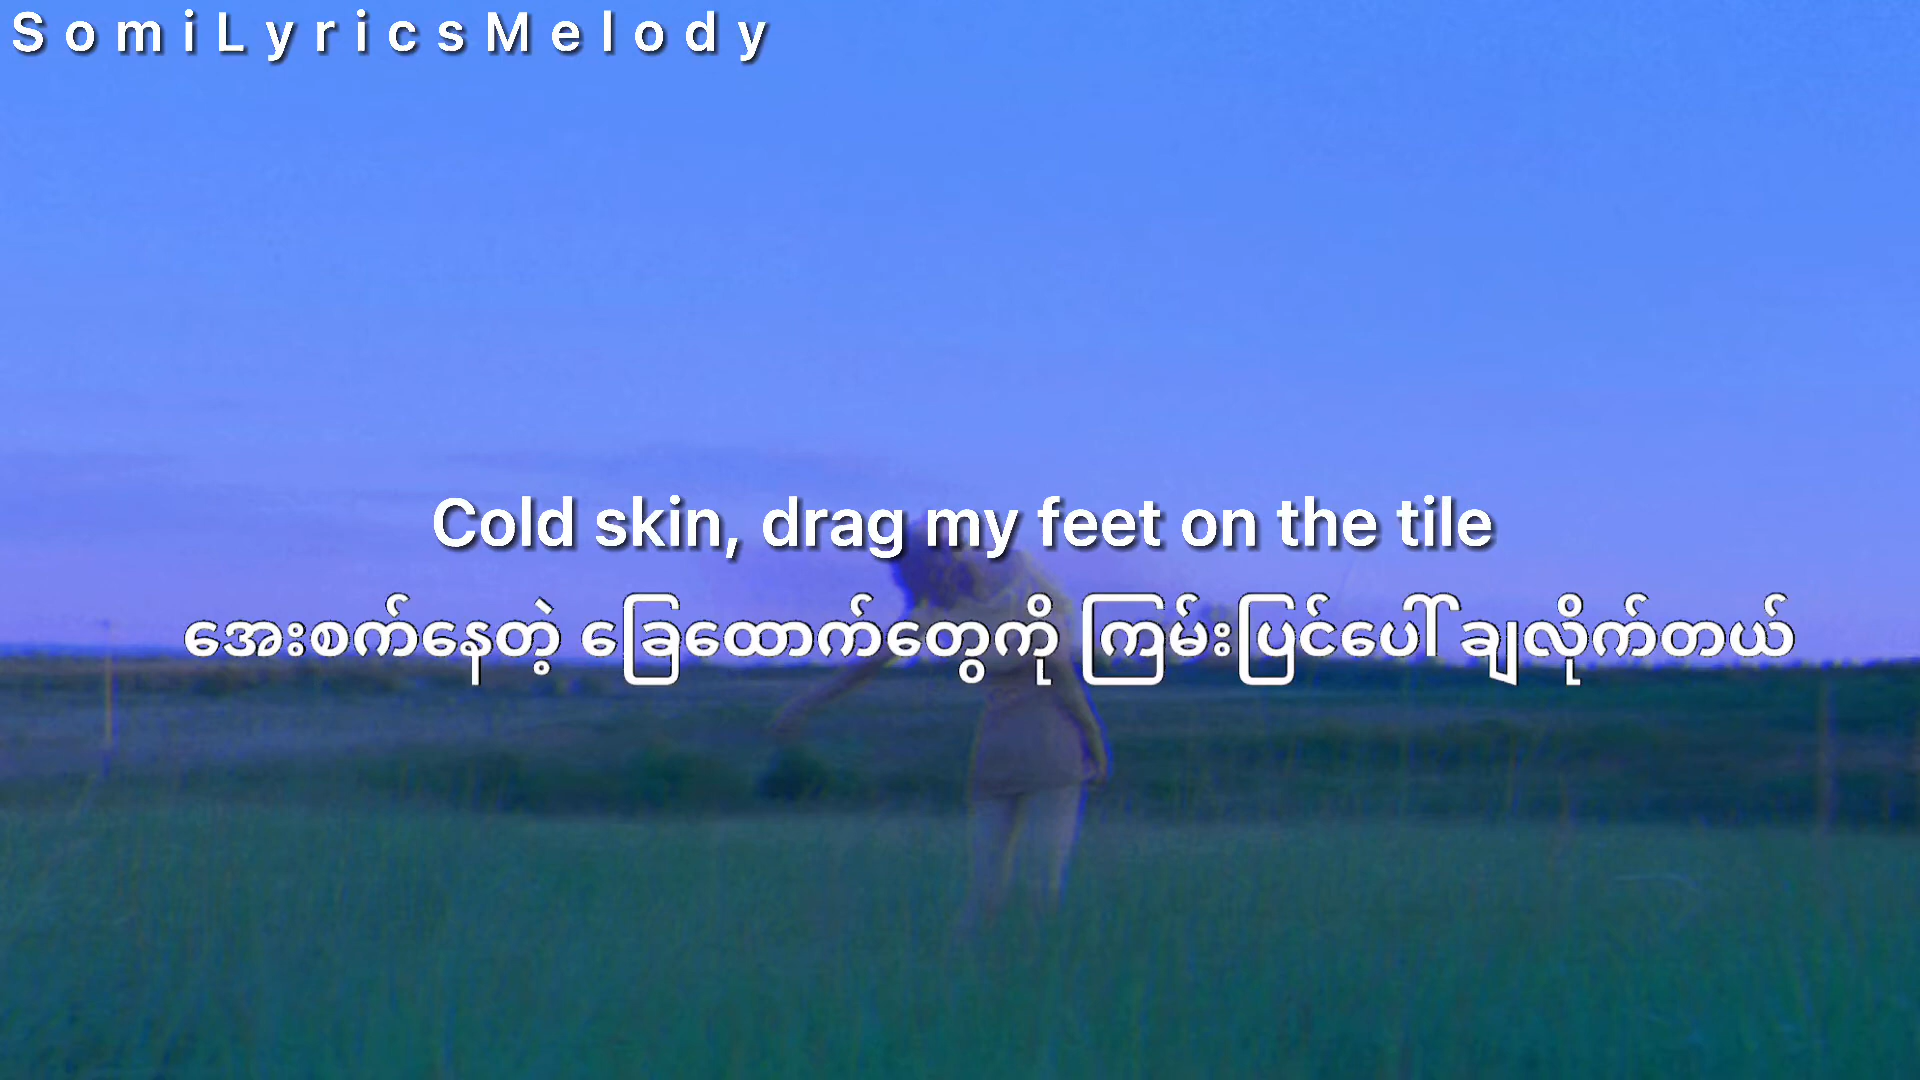 SomiLyricsMelody
Cold skin, drag my feet on the tile
အေးစက်နေတဲ့ ခြေထောက်တွေကို ကြမ်းပြင်ပေါ် ချလိုက်တယ်